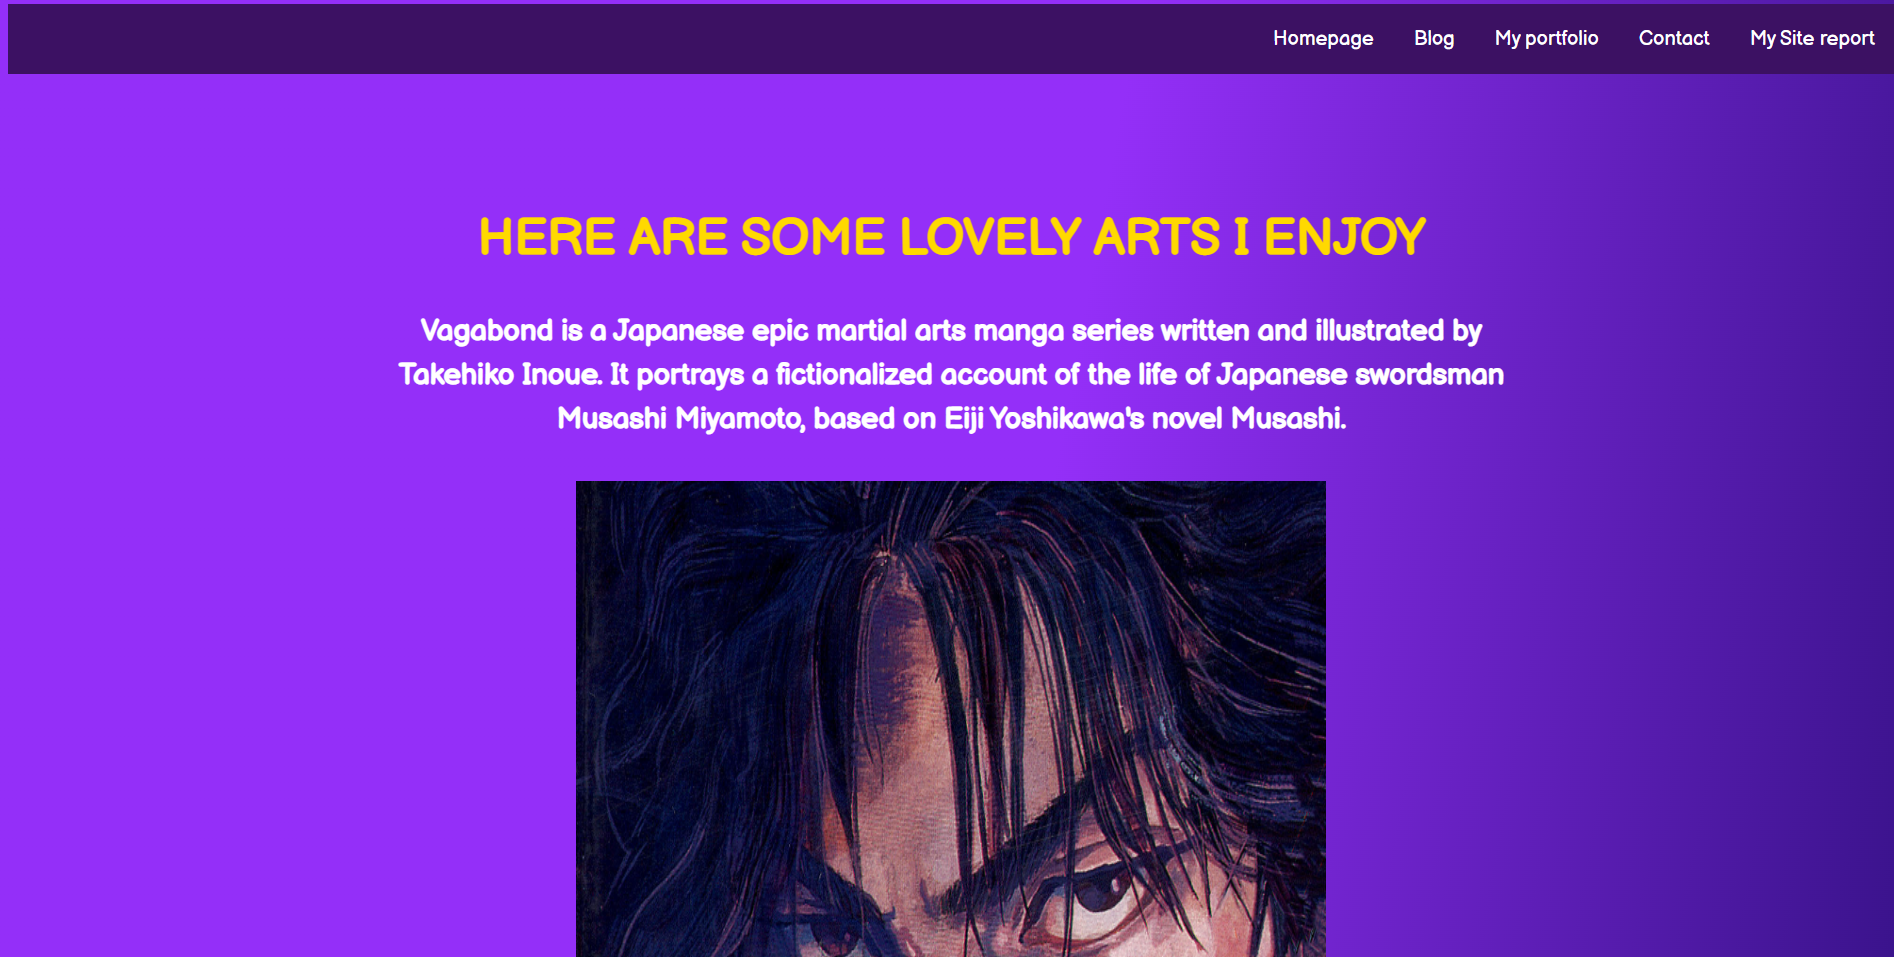 Homepage Blog My portfolio Contact My Site report
HERE ARE SOME LOVELY ARTS I ENJOY
Vagabond is a Japanese epic martial arts manga series written and illustrated by
Takehiko Inoue. It portrays a fictionalized account of the life of Japanese swordsman
Musashi Miyamoto, based on Eiji Yoshikawa's novel Musashi.